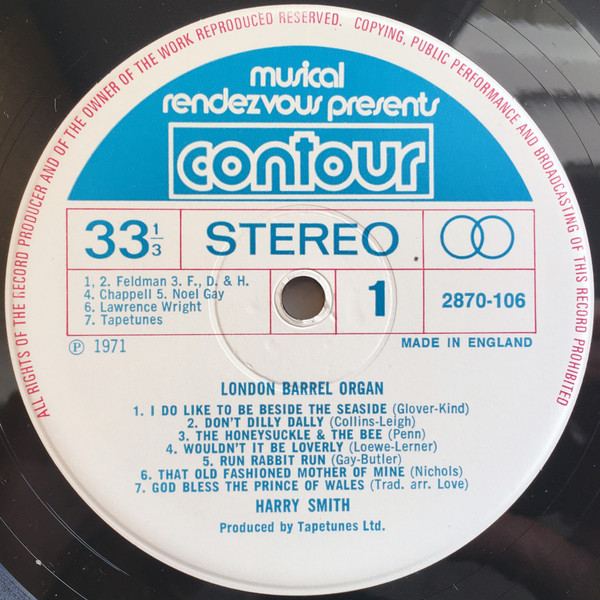 ALL RIGHTS OF THE RECORD PRODUCER AND OF THE OWNER OF THE WORK REPRODUCED RESERVED. COPYING, PUBLIC PERFORMANCE AND BROADCASTING OF THIS RECORD PROHIBITED
musical
rendezvous presents
contour
33 1/3
STEREO
1, 2. Feldman 3. F., D. & H.
4. Chappell 5. Noel Gay
6. Lawrence Wright
7. Tapetunes
1
2870-106
Ⓟ 1971
MADE IN ENGLAND
LONDON BARREL ORGAN
1. I DO LIKE TO BE BESIDE THE SEASIDE (Glover-Kind)
2. DON'T DILLY DALLY (Collins-Leigh)
3. THE HONEYSUCKLE & THE BEE (Penn)
4. WOULDN'T IT BE LOVERLY (Loewe-Lerner)
5. RUN RABBIT RUN (Gay-Butler)
6. THAT OLD FASHIONED MOTHER OF MINE (Nichols)
7. GOD BLESS THE PRINCE OF WALES (Trad. arr. Love)
HARRY SMITH
Produced by Tapetunes Ltd.